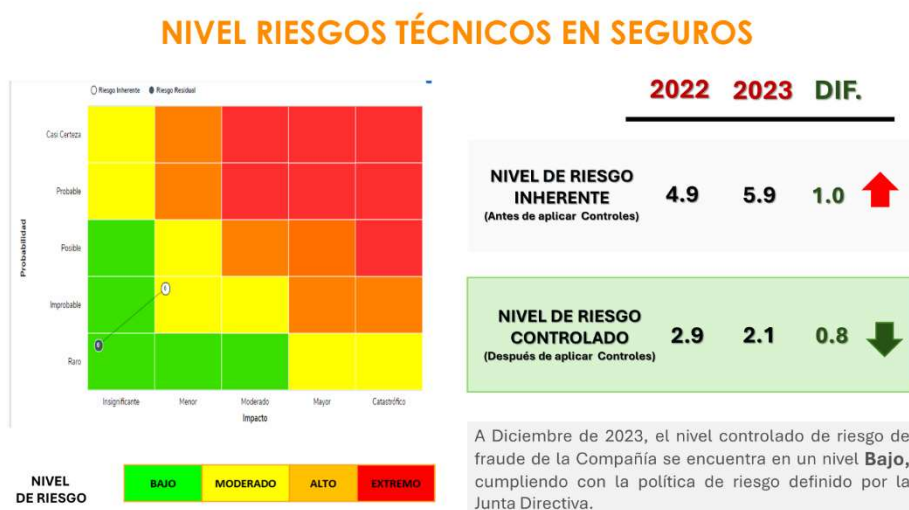 NIVEL RIESGOS TÉCNICOS EN SEGUROS
Riesgo Inherente Riesgo Residual
Casi Certeza
Probable
Posible
Improbable
Raro
Probabilidad
Insignificante Menor Moderado Mayor Catastrófico
Impacto
NIVEL
DE RIESGO
BAJO MODERADO ALTO EXTREMO
2022 2023 DIF.
NIVEL DE RIESGO
INHERENTE
(Antes de aplicar Controles)
4.9 5.9 1.0
NIVEL DE RIESGO
CONTROLADO
(Después de aplicar Controles)
2.9 2.1 0.8
A Diciembre de 2023, el nivel controlado de riesgo de
fraude de la Compañía se encuentra en un nivel Bajo,
cumpliendo con la política de riesgo definido por la
Junta Directiva.